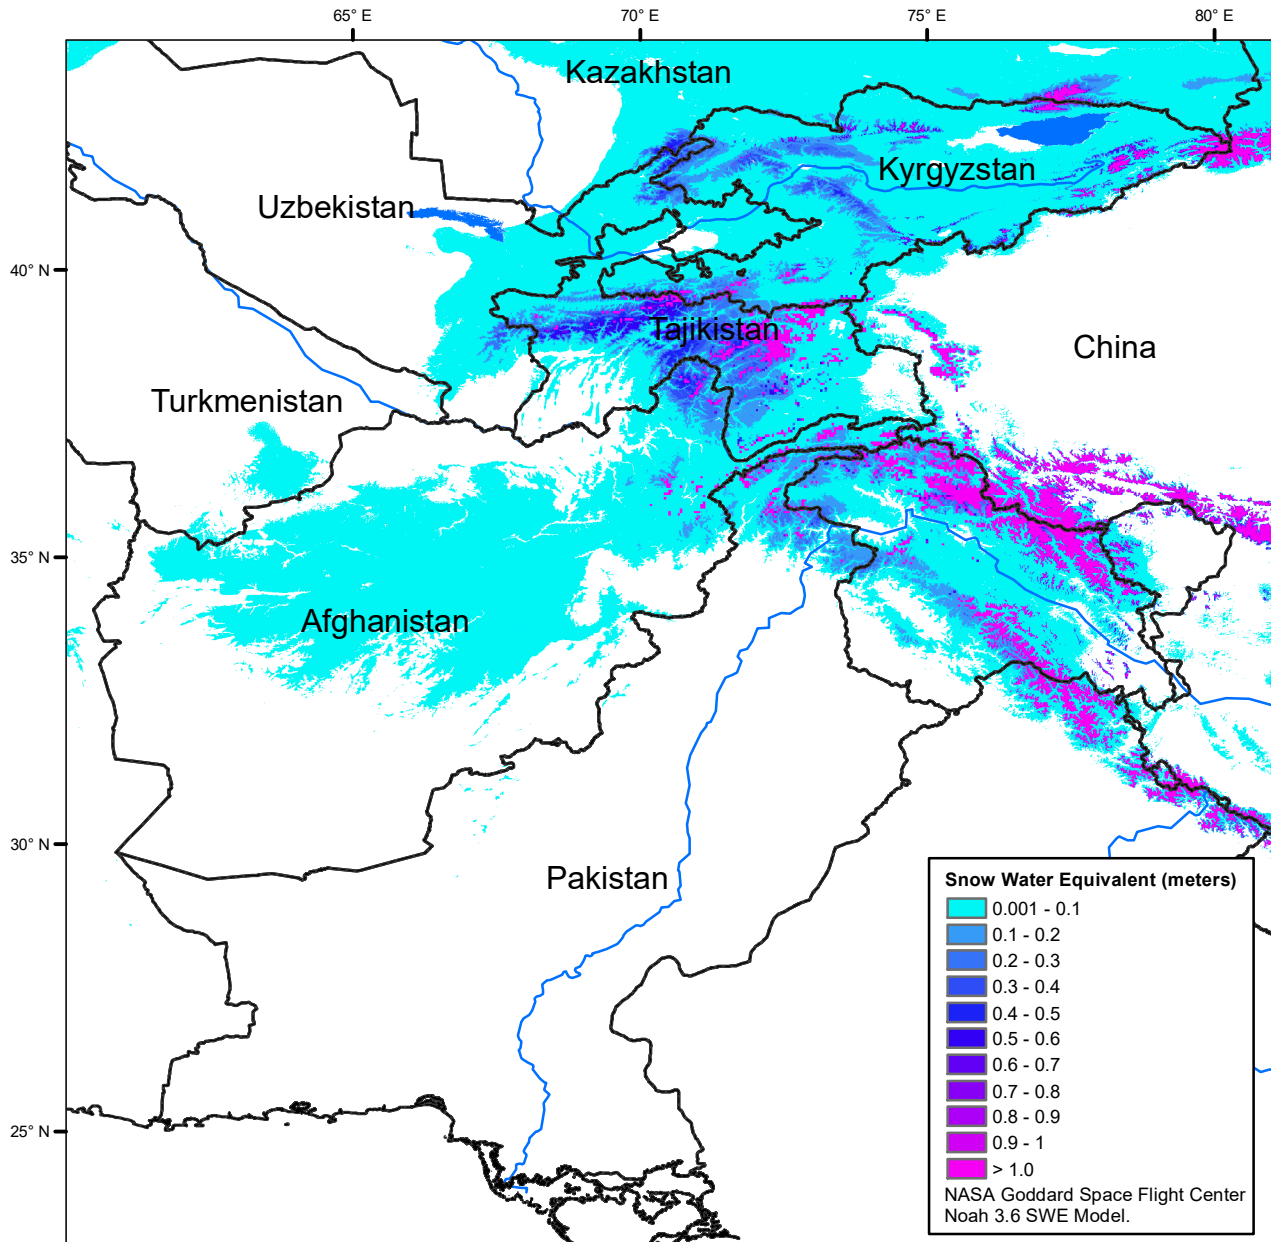 65° E
70° E
75° E
80° E
Kazakhstan
Kyrgyzstan
Uzbekistan
40° N
Tajikistan
China
Turkmenistan
35° N
Afghanistan
30° N
Pakistan
25° N
Snow Water Equivalent (meters)
0.001 - 0.1
0.1 - 0.2
0.2 - 0.3
0.3 - 0.4
0.4 - 0.5
0.5 - 0.6
0.6 - 0.7
0.7 - 0.8
0.8 - 0.9
0.9 - 1
> 1.0
NASA Goddard Space Flight Center
Noah 3.6 SWE Model.